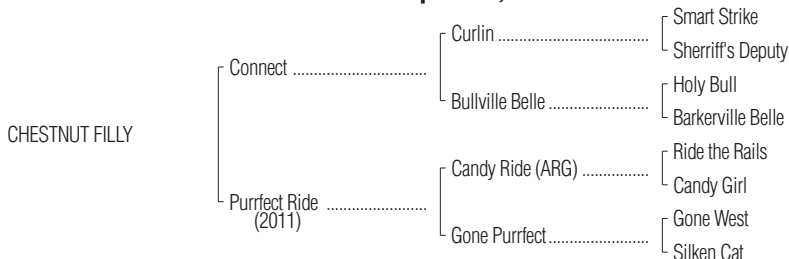 Smart Strike
Curlin ............................................
Sherriff's Deputy
Connect .......................................
Holy Bull
Bullville Belle .............................
Barkerville Belle
CHESTNUT FILLY
Ride the Rails
Candy Ride (ARG) ...................
Candy Girl
Purrfect Ride .............................
(2011)
Gone West
Gone Purrfect.............................
Silken Cat